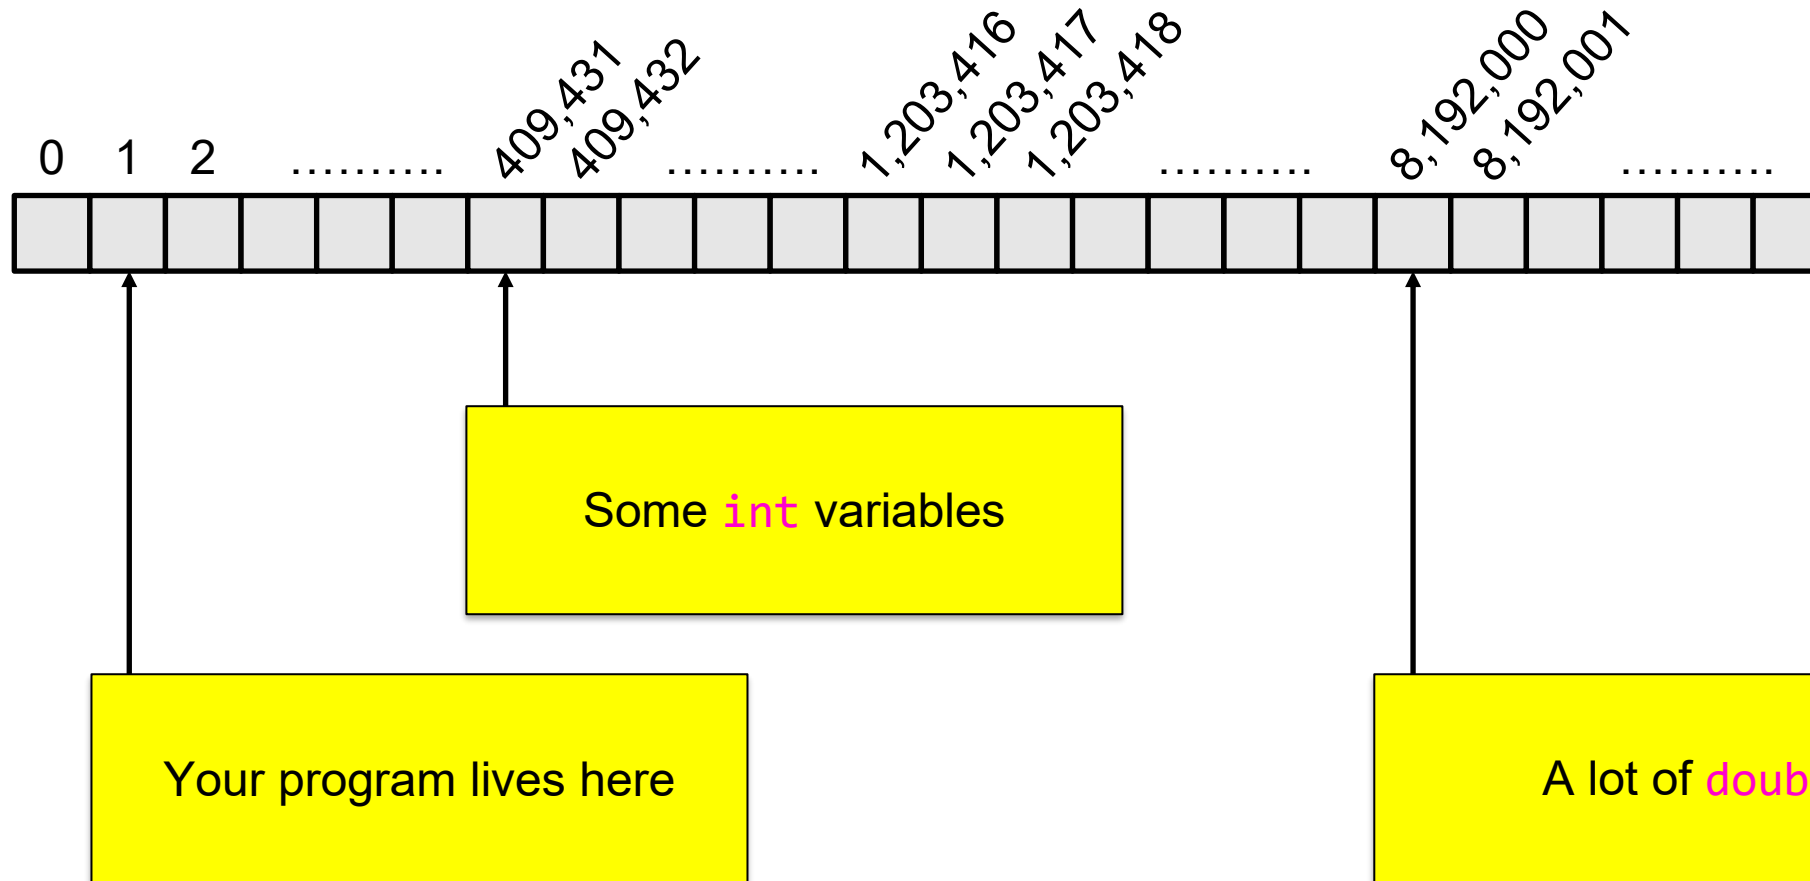 0 1 2 .......... 409,431 409,432 .......... 1,203,416 1,203,417 1,203,418 .......... 8,192,000 8,192,001 ..........
Some int variables
Your program lives here
A lot of doub